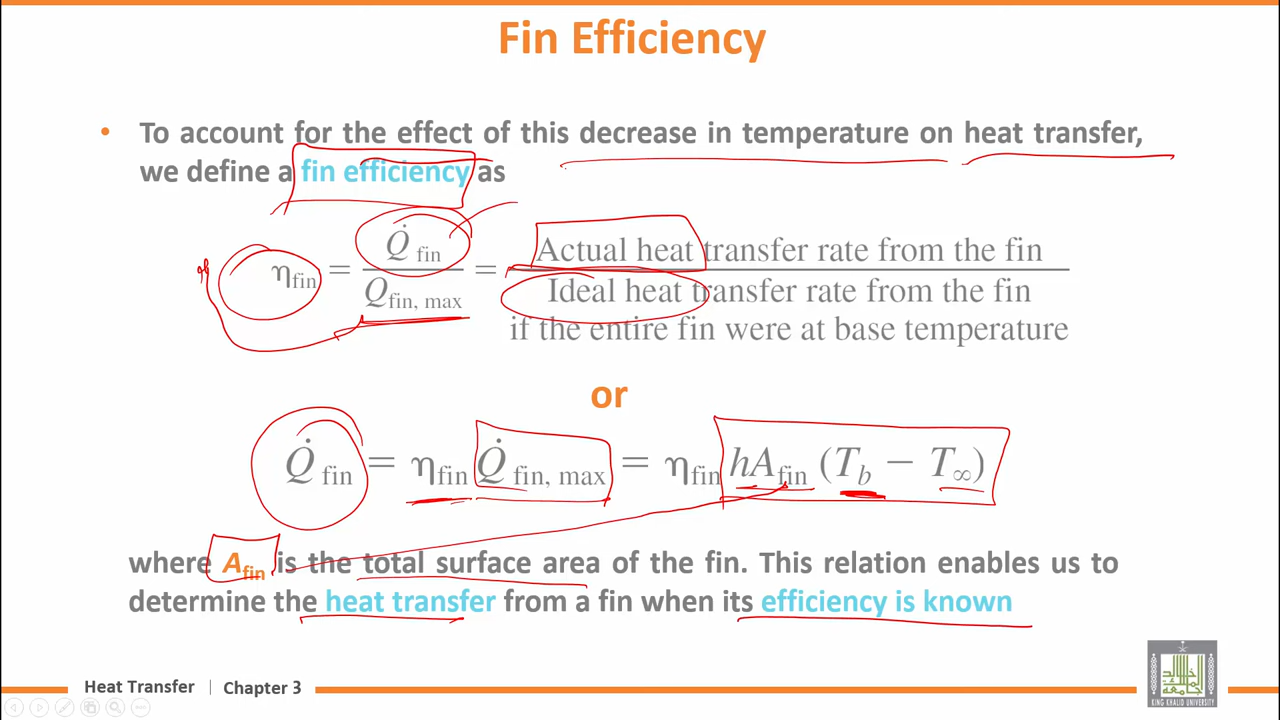 Fin Efficiency
• To account for the effect of this decrease in temperature on heat transfer,
we define a fin efficiency as
η_fin = Q̇_fin / Q_fin, max = Actual heat transfer rate from the fin / Ideal heat transfer rate from the fin
if the entire fin were at base temperature
or
Q̇_fin = η_fin Q̇_fin, max = η_fin hA_fin (T_b − T_∞)
where A_fin is the total surface area of the fin. This relation enables us to
determine the heat transfer from a fin when its efficiency is known
Heat Transfer | Chapter 3
KING KHALID UNIVERSITY